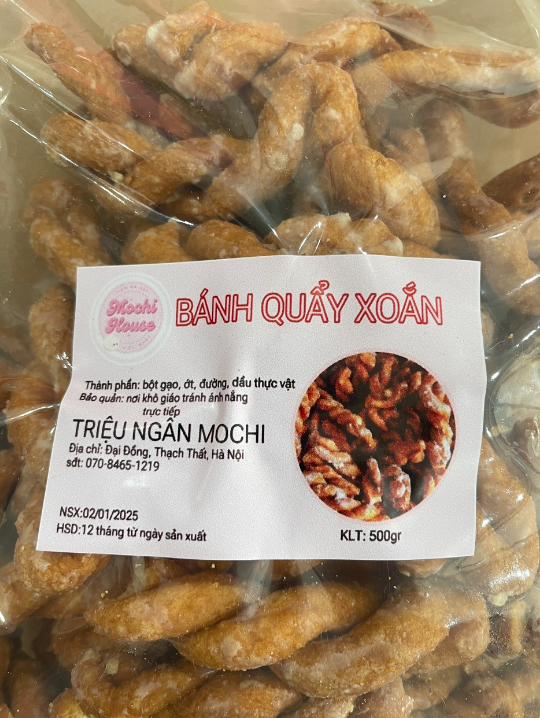 Mochi
House
BÁNH QUẨY XOẮN
Thành phần: bột gạo, ớt, đường, dầu thực vật
Bảo quản: nơi khô giáo tránh ánh nắng
trực tiếp
TRIỆU NGÂN MOCHI
Địa chỉ: Đại Đồng, Thạch Thất, Hà Nội
sđt: 070-8465-1219
NSX:02/01/2025
HSD:12 tháng từ ngày sản xuất
KLT: 500gr